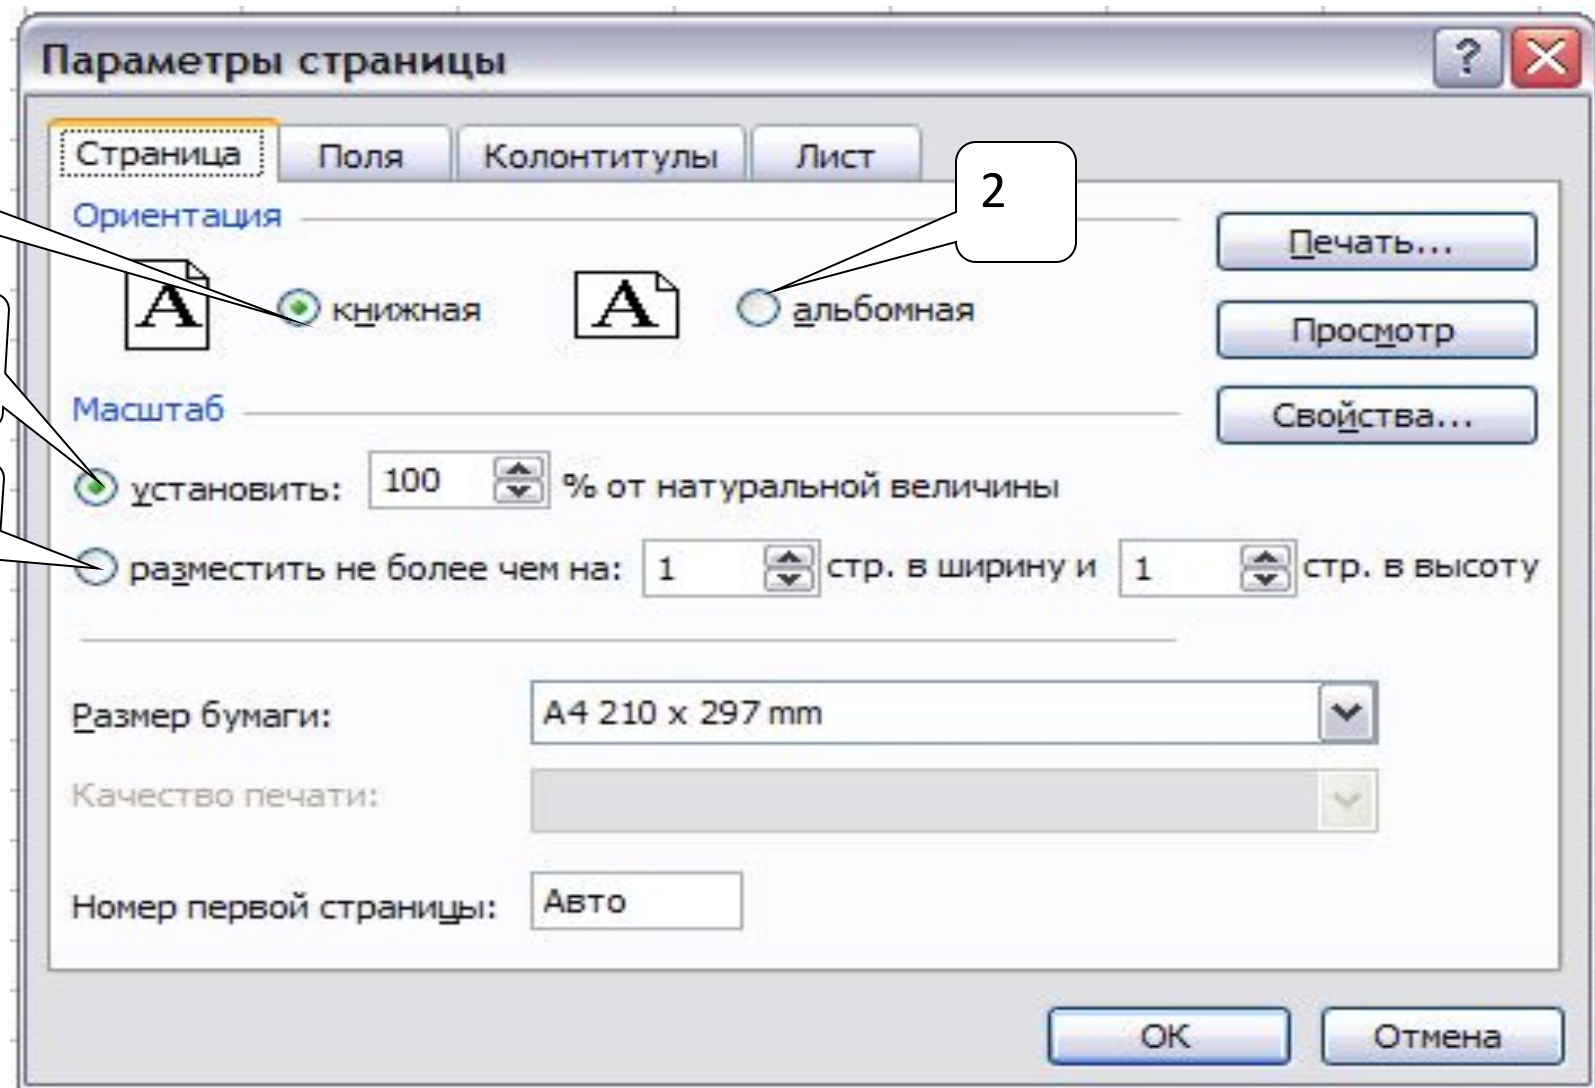 Параметры страницы
?
Страница Поля Колонтитулы Лист
2
Ориентация
Печать...
A книжная A альбомная
Просмотр
Масштаб
Свойства...
установить: 100 % от натуральной величины
разместить не более чем на: 1 стр. в ширину и 1 стр. в высоту
Размер бумаги: A4 210 x 297 mm
Качество печати:
Номер первой страницы: Авто
ОК Отмена